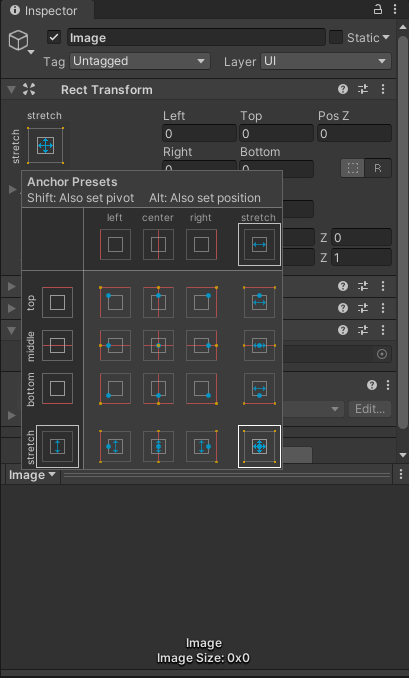 Inspector
Image
Static
Tag Untagged Layer UI
Rect Transform
stretch
Left Top Pos Z
stretch
0 0 0
Right Bottom
R
Anchor Presets
Shift: Also set pivot Alt: Also set position
left center right stretch
Z 0
Z 1
top
middle
bottom
Edit...
stretch
Image
Image
Image Size: 0x0